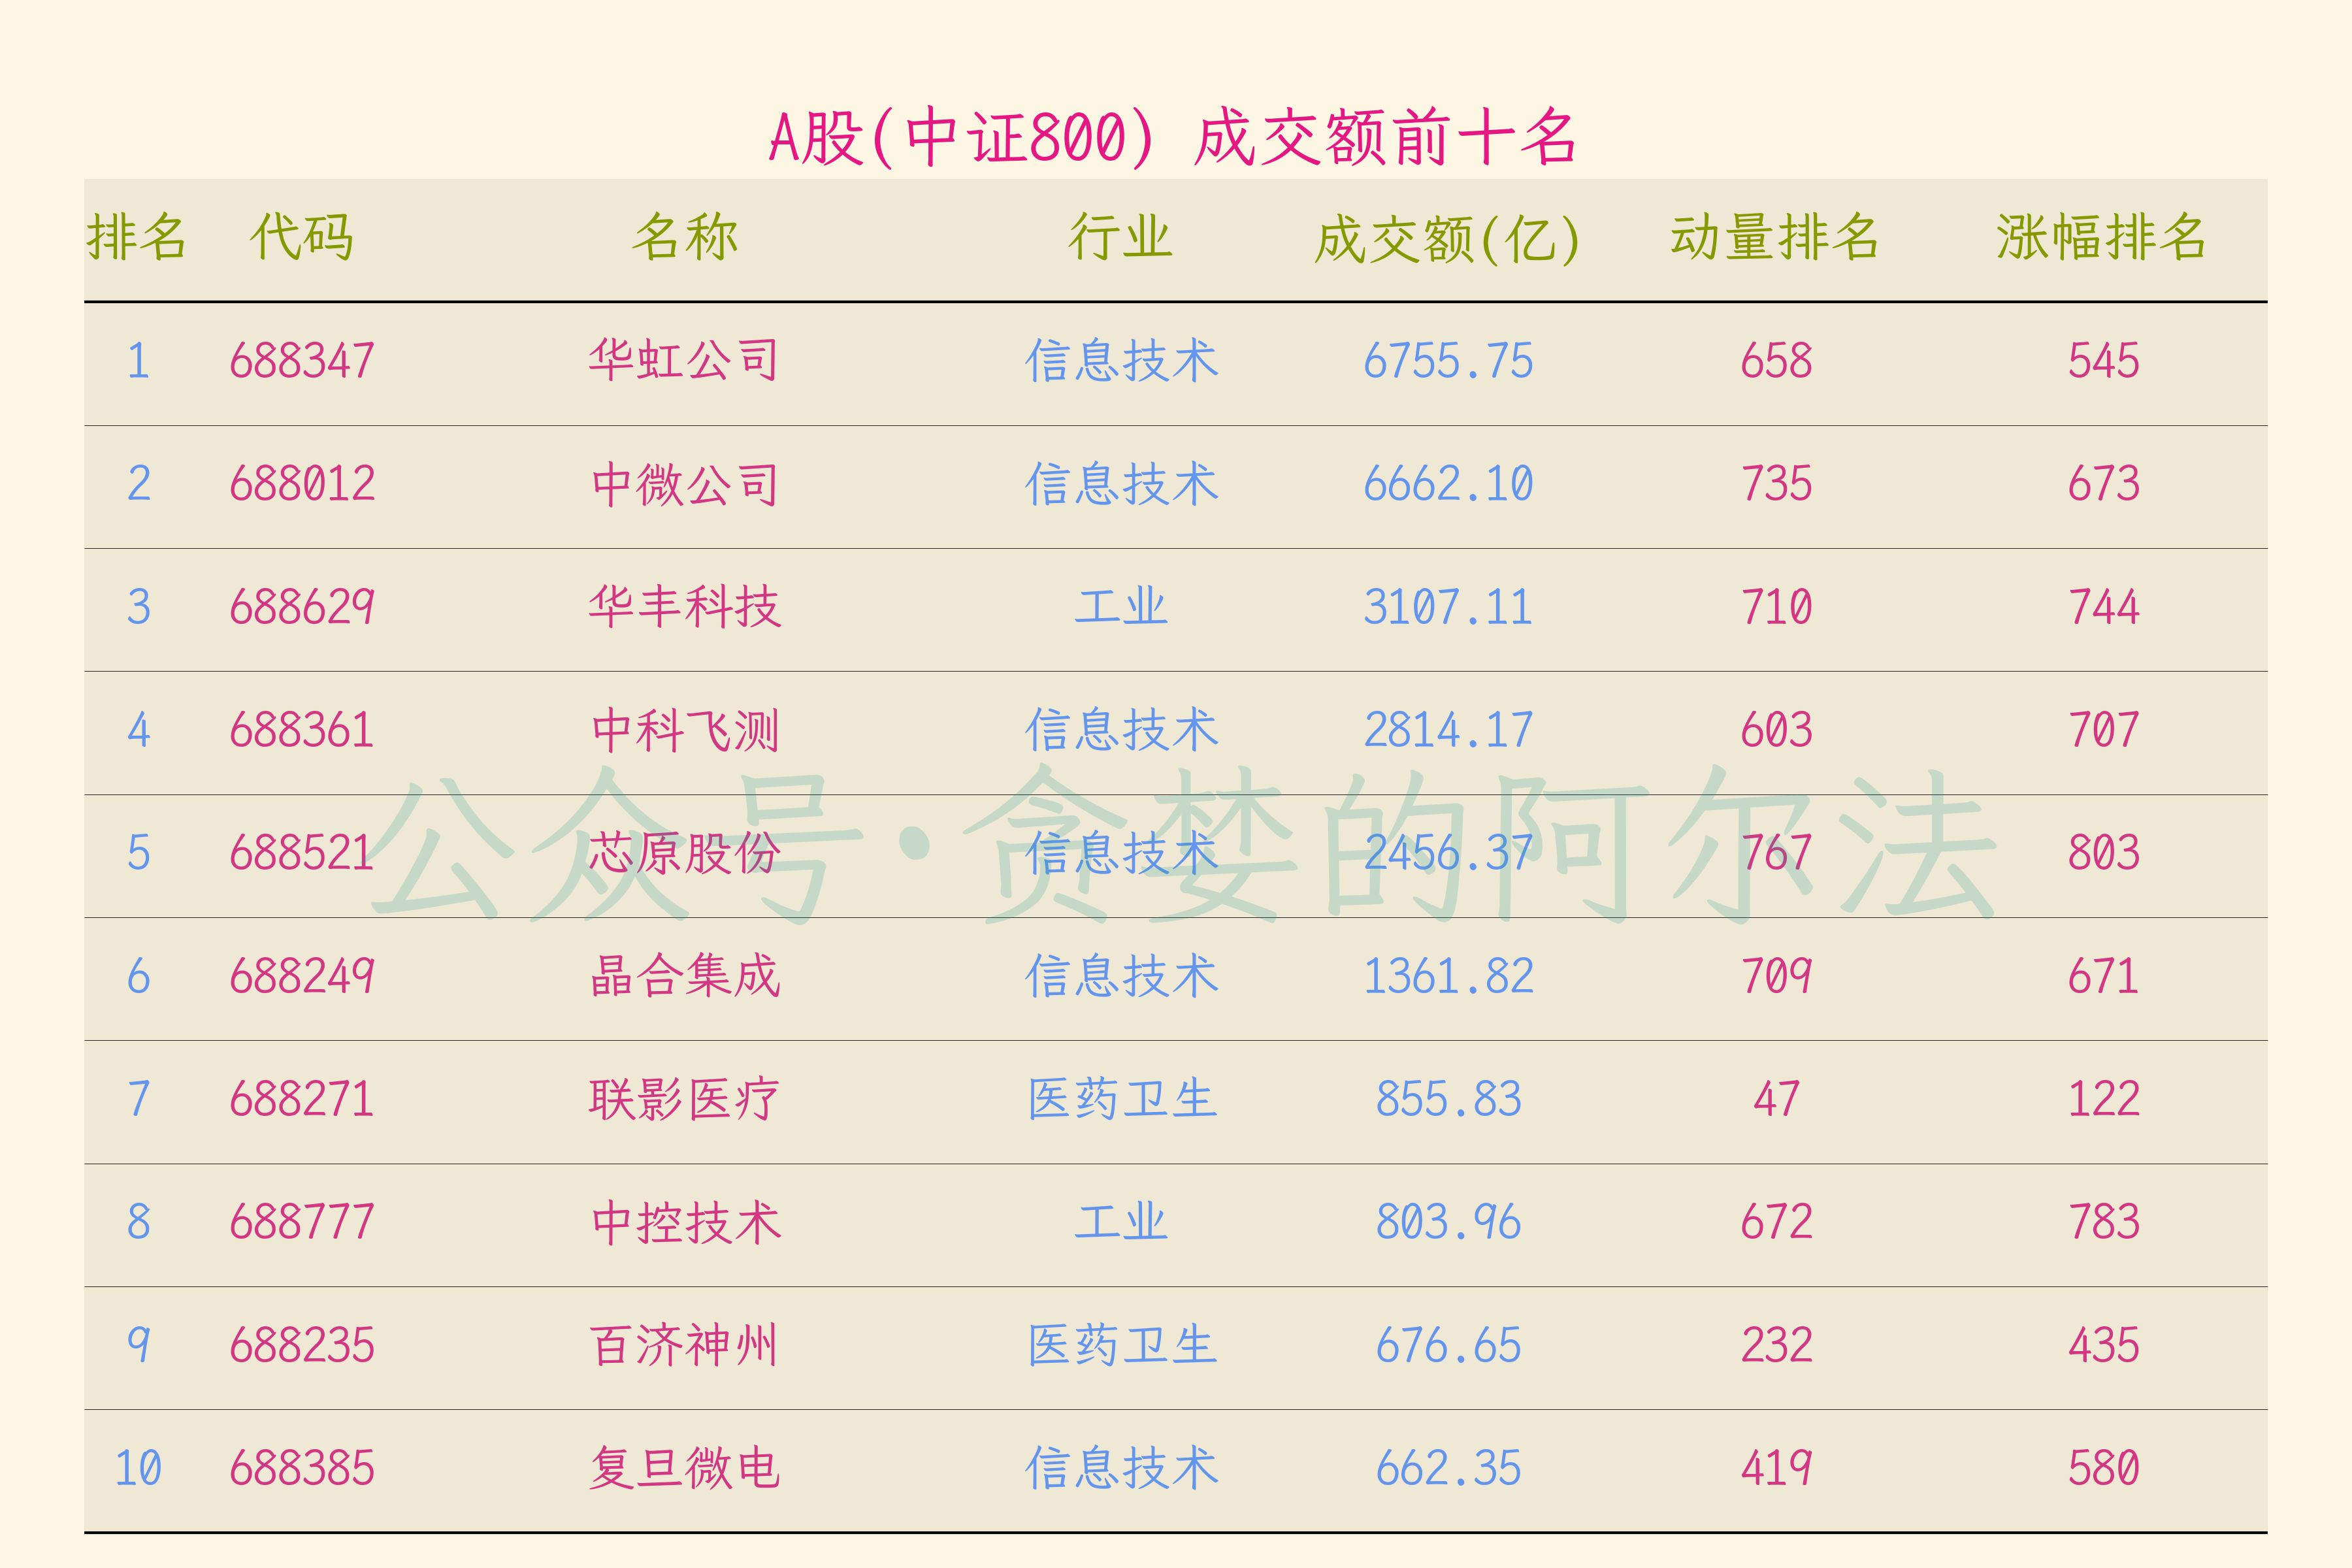 A股(中证800) 成交额前十名
排名 代码 名称 行业 成交额(亿) 动量排名 涨幅排名
1 688347 华虹公司 信息技术 6755.75 658 545
2 688012 中微公司 信息技术 6662.10 735 673
3 688629 华丰科技 工业 3107.11 710 744
4 688361 中科飞测 信息技术 2814.17 603 707
5 688521 芯原股份 信息技术 2456.37 767 803
公众号·贪婪的阿尔法
6 688249 晶合集成 信息技术 1361.82 709 671
7 688271 联影医疗 医药卫生 855.83 47 122
8 688777 中控技术 工业 803.96 672 783
9 688235 百济神州 医药卫生 676.65 232 435
10 688385 复旦微电 信息技术 662.35 419 580